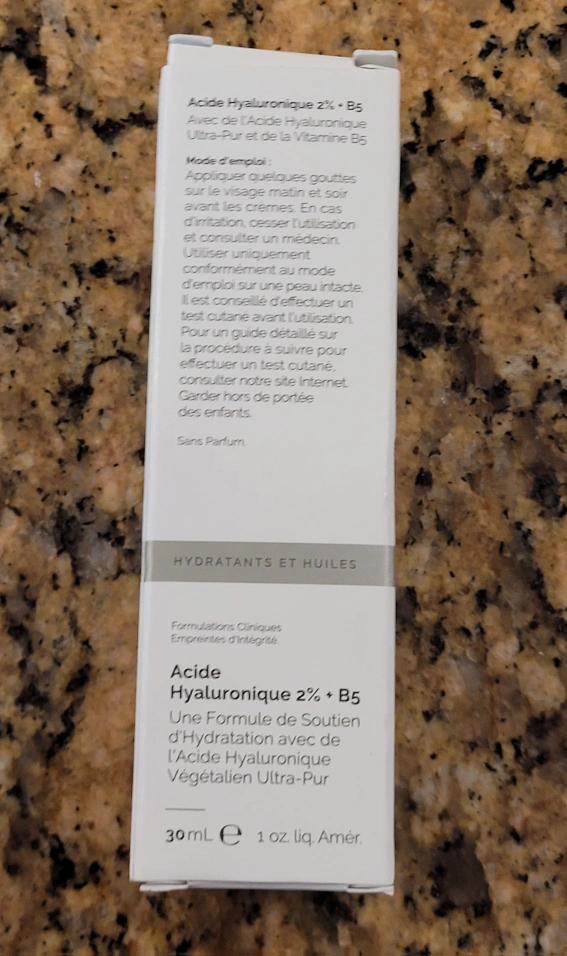 Acide Hyaluronique 2% + B5
Avec de l'Acide Hyaluronique
Ultra-Pur et de la Vitamine B5
Mode d'emploi :
Appliquer quelques gouttes
sur le visage matin et soir
avant les crèmes. En cas
d'irritation, cesser l'utilisation
et consulter un médecin.
Utiliser uniquement
conformément au mode
d'emploi sur une peau intacte.
Il est conseillé d'effectuer un
test cutané avant l'utilisation.
Pour un guide détaillé sur
la procédure à suivre pour
effectuer un test cutané,
consulter notre site Internet.
Garder hors de portée
des enfants.
Sans Parfum.
HYDRATANTS ET HUILES
Formulations Cliniques
Empreintes d'Intégrité.
Acide
Hyaluronique 2% + B5
Une Formule de Soutien
d'Hydratation avec de
l'Acide Hyaluronique
Végétalien Ultra-Pur
30 mL ℮ 1 oz. liq. Amér.